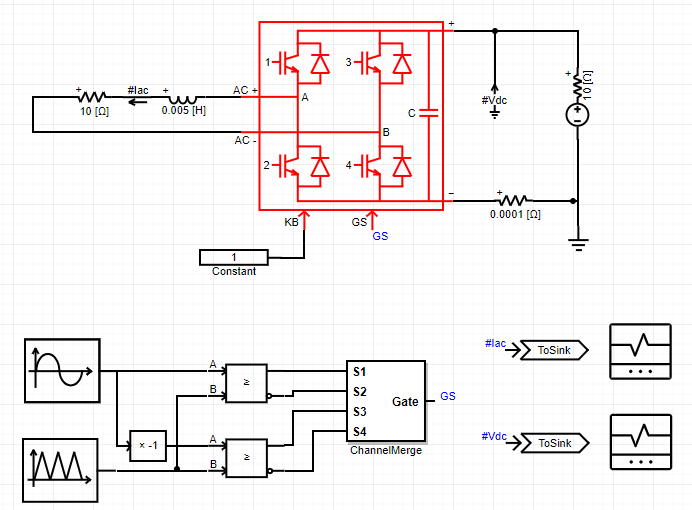 +
1
3
10 [Ω]
+
#Iac
+
AC +
A
+
#Vdc
10 [Ω]
0.005 [H]
C
+
−
B
AC -
2
4
−
+
0.0001 [Ω]
KB
GS
GS
1
Constant
A
B
≥
S1
S2
S3
S4
Gate
GS
ChannelMerge
× -1
A
B
≥
#Iac
ToSink
#Vdc
ToSink